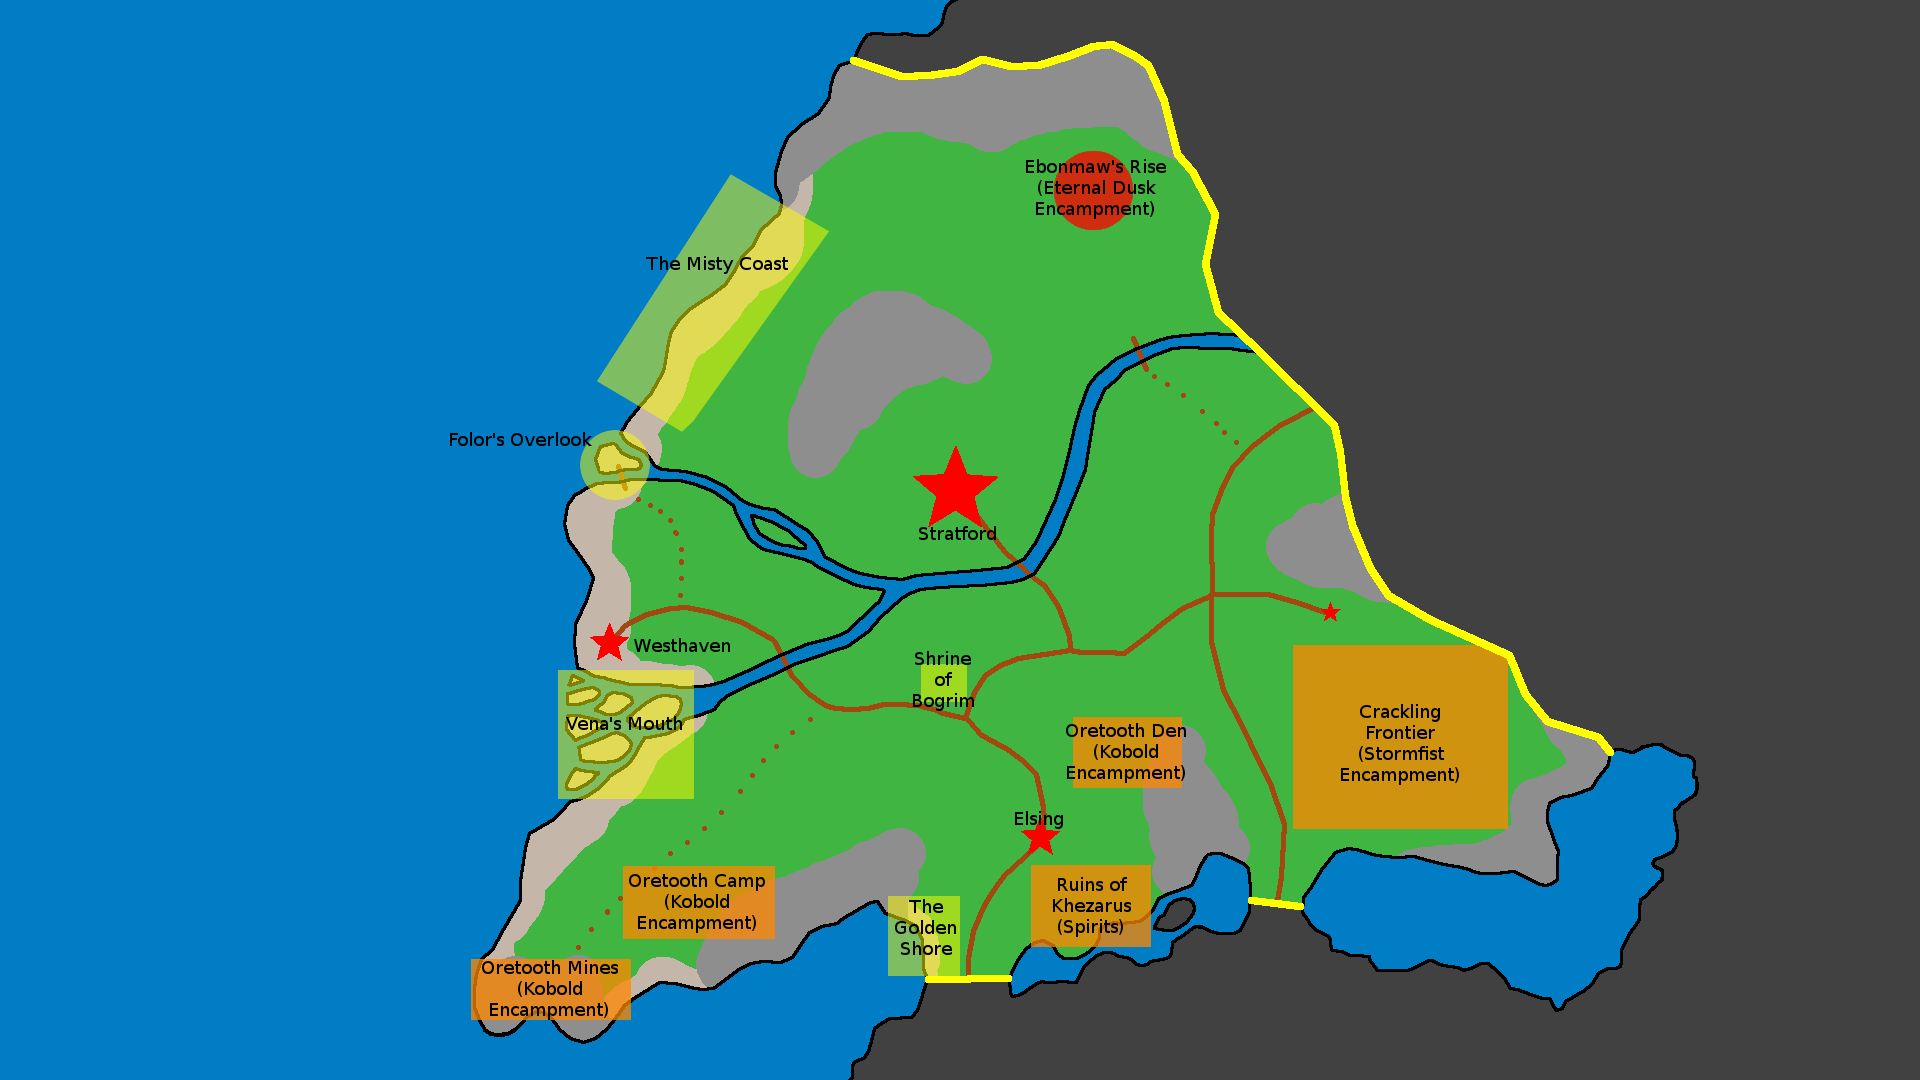 Ebonmaw's Rise
(Eternal Dusk
Encampment)
The Misty Coast
Folor's Overlook
Stratford
Westhaven
Shrine
of
Bogrim
Vena's Mouth
Oretooth Den
(Kobold
Encampment)
Crackling
Frontier
(Stormfist
Encampment)
Elsing
Oretooth Camp
(Kobold
Encampment)
Ruins of
Khezarus
(Spirits)
The
Golden
Shore
Oretooth Mines
(Kobold
Encampment)